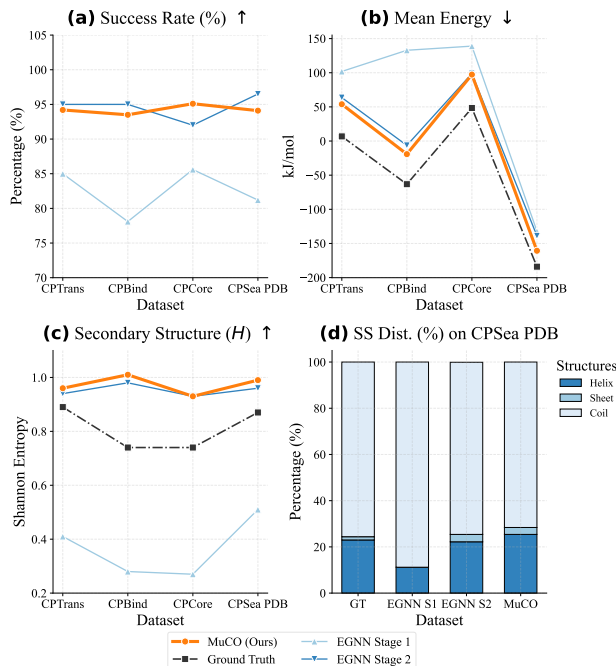 (a) Success Rate (%) ↑
Percentage (%)
105
100
95
90
85
80
75
70
CPTrans CPBind CPCore CPSea PDB
Dataset
(b) Mean Energy ↓
kJ/mol
150
100
50
0
−50
−100
−150
−200
CPTrans CPBind CPCore CPSea PDB
Dataset
(c) Secondary Structure (H) ↑
Shannon Entropy
1.0
0.8
0.6
0.4
0.2
CPTrans CPBind CPCore CPSea PDB
Dataset
(d) SS Dist. (%) on CPSea PDB
Percentage (%)
100
80
60
40
20
0
GT EGNN S1 EGNN S2 MuCO
Dataset
Structures
Helix
Sheet
Coil
MuCO (Ours) EGNN Stage 1
Ground Truth EGNN Stage 2